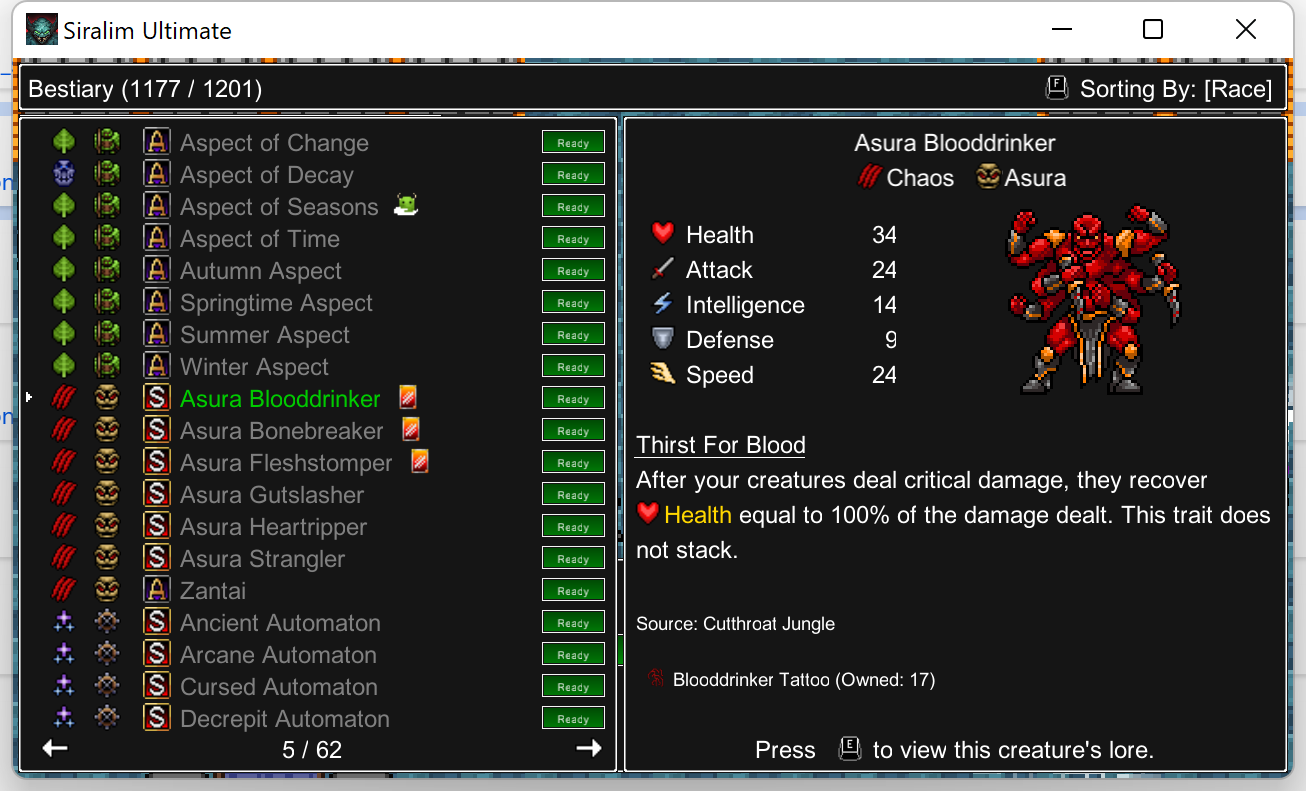 Siralim Ultimate
Bestiary (1177 / 1201)
F Sorting By: [Race]
A Aspect of Change Ready
A Aspect of Decay Ready
A Aspect of Seasons Ready
A Aspect of Time Ready
A Autumn Aspect Ready
A Springtime Aspect Ready
A Summer Aspect Ready
A Winter Aspect Ready
S Asura Blooddrinker Ready
S Asura Bonebreaker Ready
S Asura Fleshstomper Ready
S Asura Gutslasher Ready
S Asura Heartripper Ready
S Asura Strangler Ready
A Zantai Ready
S Ancient Automaton Ready
S Arcane Automaton Ready
S Cursed Automaton Ready
S Decrepit Automaton Ready
5 / 62
Asura Blooddrinker
Chaos Asura
Health 34
Attack 24
Intelligence 14
Defense 9
Speed 24
Thirst For Blood
After your creatures deal critical damage, they recover
Health equal to 100% of the damage dealt. This trait does
not stack.
Source: Cutthroat Jungle
Blooddrinker Tattoo (Owned: 17)
Press E to view this creature's lore.